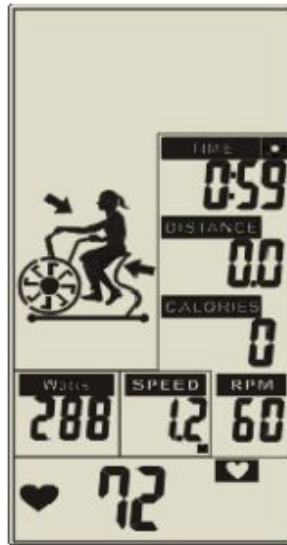 TIME
0:59
DISTANCE
0.0
CALORIES
0
Watts SPEED RPM
288 1.2 60
72